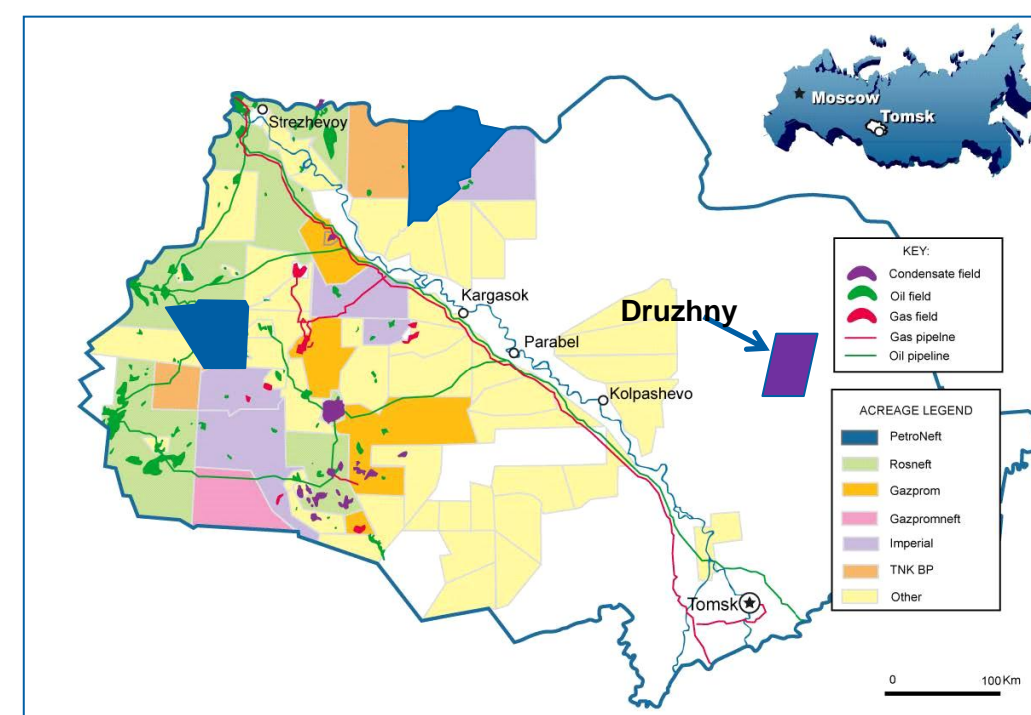 Moscow
Tomsk
Strezhevoy
Kargasok
Druzhny
Parabel
Kolpashevo
Tomsk
KEY:
Condensate field
Oil field
Gas field
Gas pipelne
Oil pipeline
ACREAGE LEGEND
PetroNeft
Rosneft
Gazprom
Gazpromneft
Imperial
TNK BP
Other
0 100Km